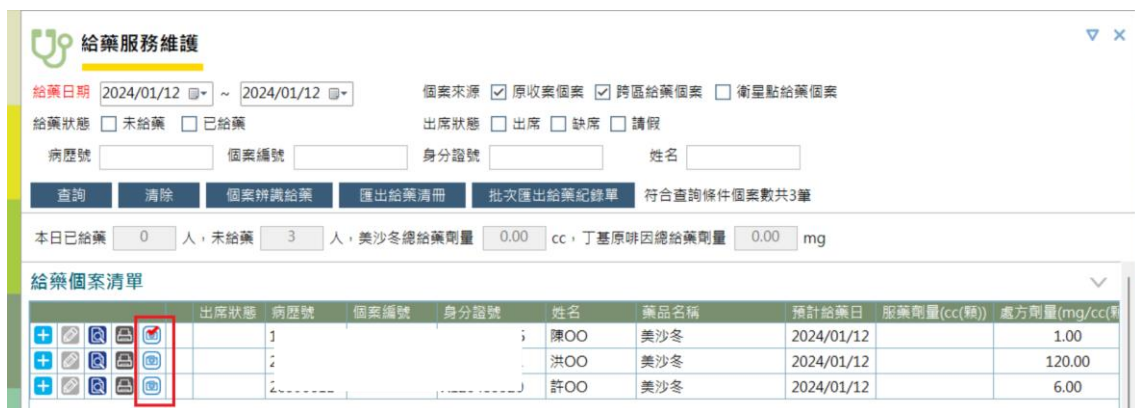 給藥服務維護
給藥日期 2024/01/12 ~ 2024/01/12 個案來源 原收案個案 跨區給藥個案 衛星點給藥個案
給藥狀態 未給藥 已給藥 出席狀態 出席 缺席 請假
病歷號 個案編號 身分證號 姓名
查詢 清除 個案辨識給藥 匯出給藥清冊 批次匯出給藥紀錄單 符合查詢條件個案數共3筆
本日已給藥 0 人，未給藥 3 人，美沙冬總給藥劑量 0.00 cc，丁基原啡因總給藥劑量 0.00 mg
給藥個案清單
出席狀態 病歷號 個案編號 身分證號 姓名 藥品名稱 預計給藥日 服藥劑量(cc(顆)) 處方劑量(mg/cc(
陳OO 美沙冬 2024/01/12 1.00
洪OO 美沙冬 2024/01/12 120.00
許OO 美沙冬 2024/01/12 6.00